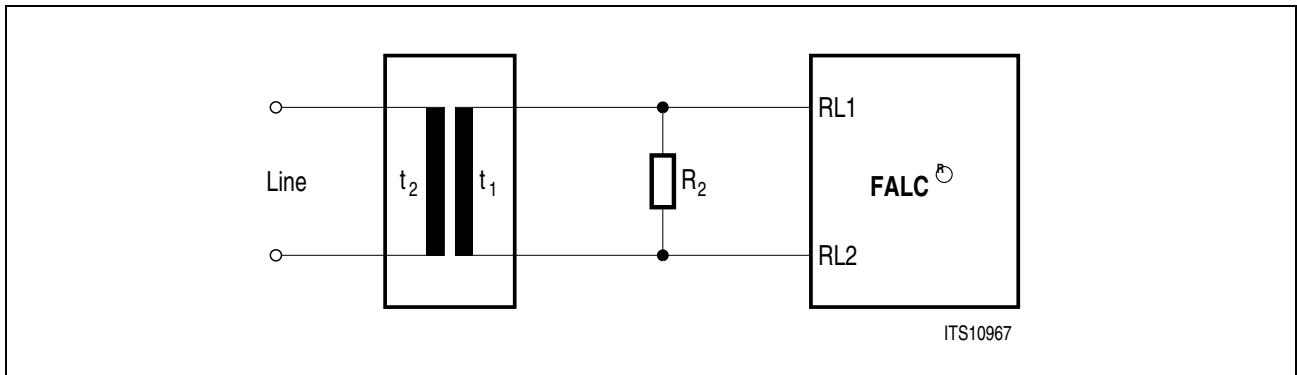 RL1
Line
t2
t1
R2
FALC®
RL2
ITS10967